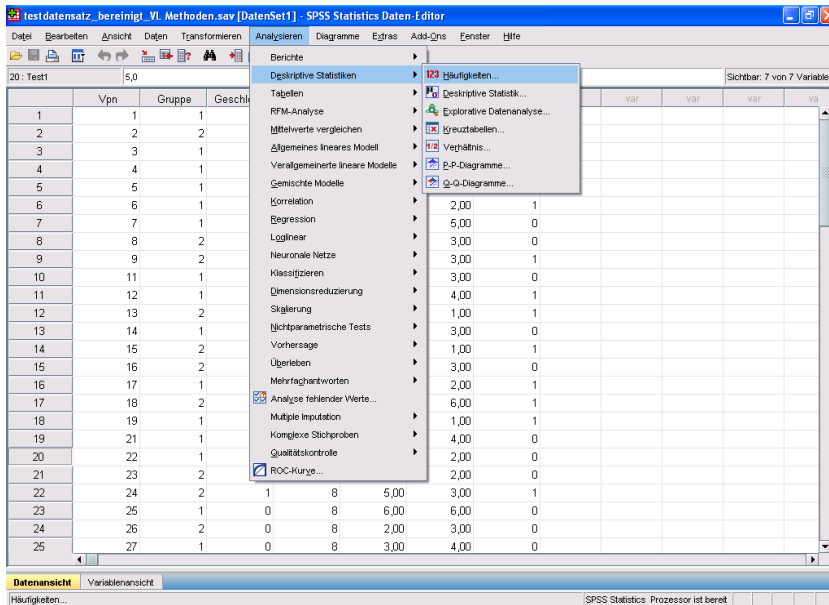 testdatensatz_bereinigt_VL Methoden.sav [DatenSet1] - SPSS Statistics Daten-Editor
Datei Bearbeiten Ansicht Daten Transformieren Analysieren Diagramme Extras Add-Ons Fenster Hilfe
20 : Test1 5,0 Sichtbar: 7 von 7 Variable
Vpn Gruppe Geschle var var var va
Berichte
Deskriptive Statistiken
Tabellen
RFM-Analyse
Mittelwerte vergleichen
Allgemeines lineares Modell
Verallgemeinerte lineare Modelle
Gemischte Modelle
Korrelation
Regression
Loglinear
Neuronale Netze
Klassifizieren
Dimensionsreduzierung
Skalierung
Nichtparametrische Tests
Vorhersage
Überleben
Mehrfachantworten
Analyse fehlender Werte...
Multiple Imputation
Komplexe Stichproben
Qualitätskontrolle
ROC-Kurve...
123 Häufigkeiten...
Deskriptive Statistik...
Explorative Datenanalyse...
Kreuztabellen...
1/2 Verhältnis...
P-P-Diagramme...
Q-Q-Diagramme...
1 1 1
2 2 2
3 3 1
4 4 1
5 5 1
6 6 1 2,00 1
7 7 1 5,00 0
8 8 2 3,00 0
9 9 2 3,00 1
10 11 1 3,00 0
11 12 1 4,00 1
12 13 2 1,00 1
13 14 1 3,00 0
14 15 2 1,00 1
15 16 2 3,00 0
16 17 1 2,00 1
17 18 2 6,00 1
18 19 1 1,00 1
19 21 1 4,00 0
20 22 1 2,00 0
21 23 2 2,00 0
22 24 2 1 8 5,00 3,00 1
23 25 1 0 8 6,00 6,00 0
24 26 2 0 8 2,00 3,00 0
25 27 1 0 8 3,00 4,00 0
Datenansicht Variablenansicht
Häufigkeiten... SPSS Statistics Prozessor ist bereit